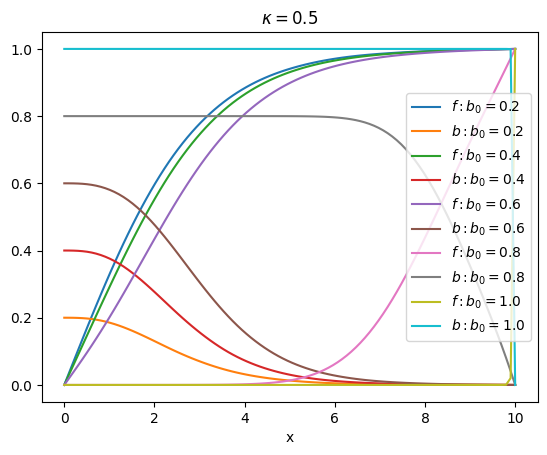 κ = 0.5
1.0
0.8
0.6
0.4
0.2
0.0
f : b₀ = 0.2
b : b₀ = 0.2
f : b₀ = 0.4
b : b₀ = 0.4
f : b₀ = 0.6
b : b₀ = 0.6
f : b₀ = 0.8
b : b₀ = 0.8
f : b₀ = 1.0
b : b₀ = 1.0
0 2 4 6 8 10
x